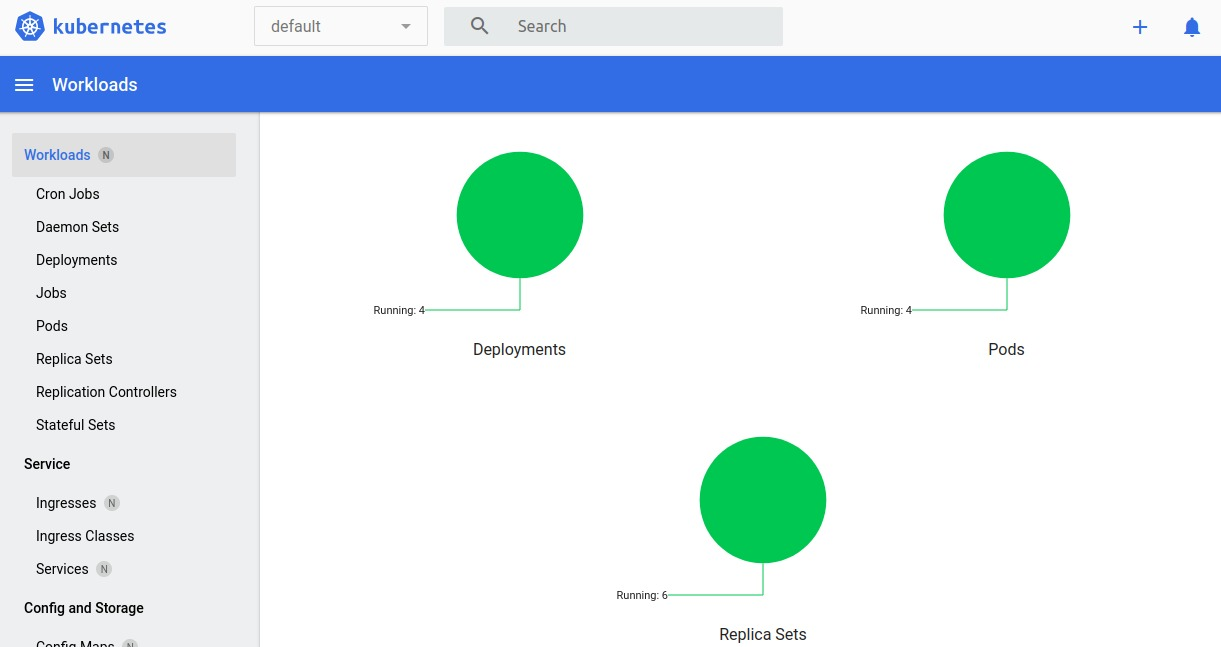 kubernetes
default
Search
Workloads
Workloads N
Cron Jobs
Daemon Sets
Deployments
Jobs
Pods
Replica Sets
Replication Controllers
Stateful Sets
Service
Ingresses N
Ingress Classes
Services N
Config and Storage
Config Maps N
Running: 4
Deployments
Running: 4
Pods
Running: 6
Replica Sets